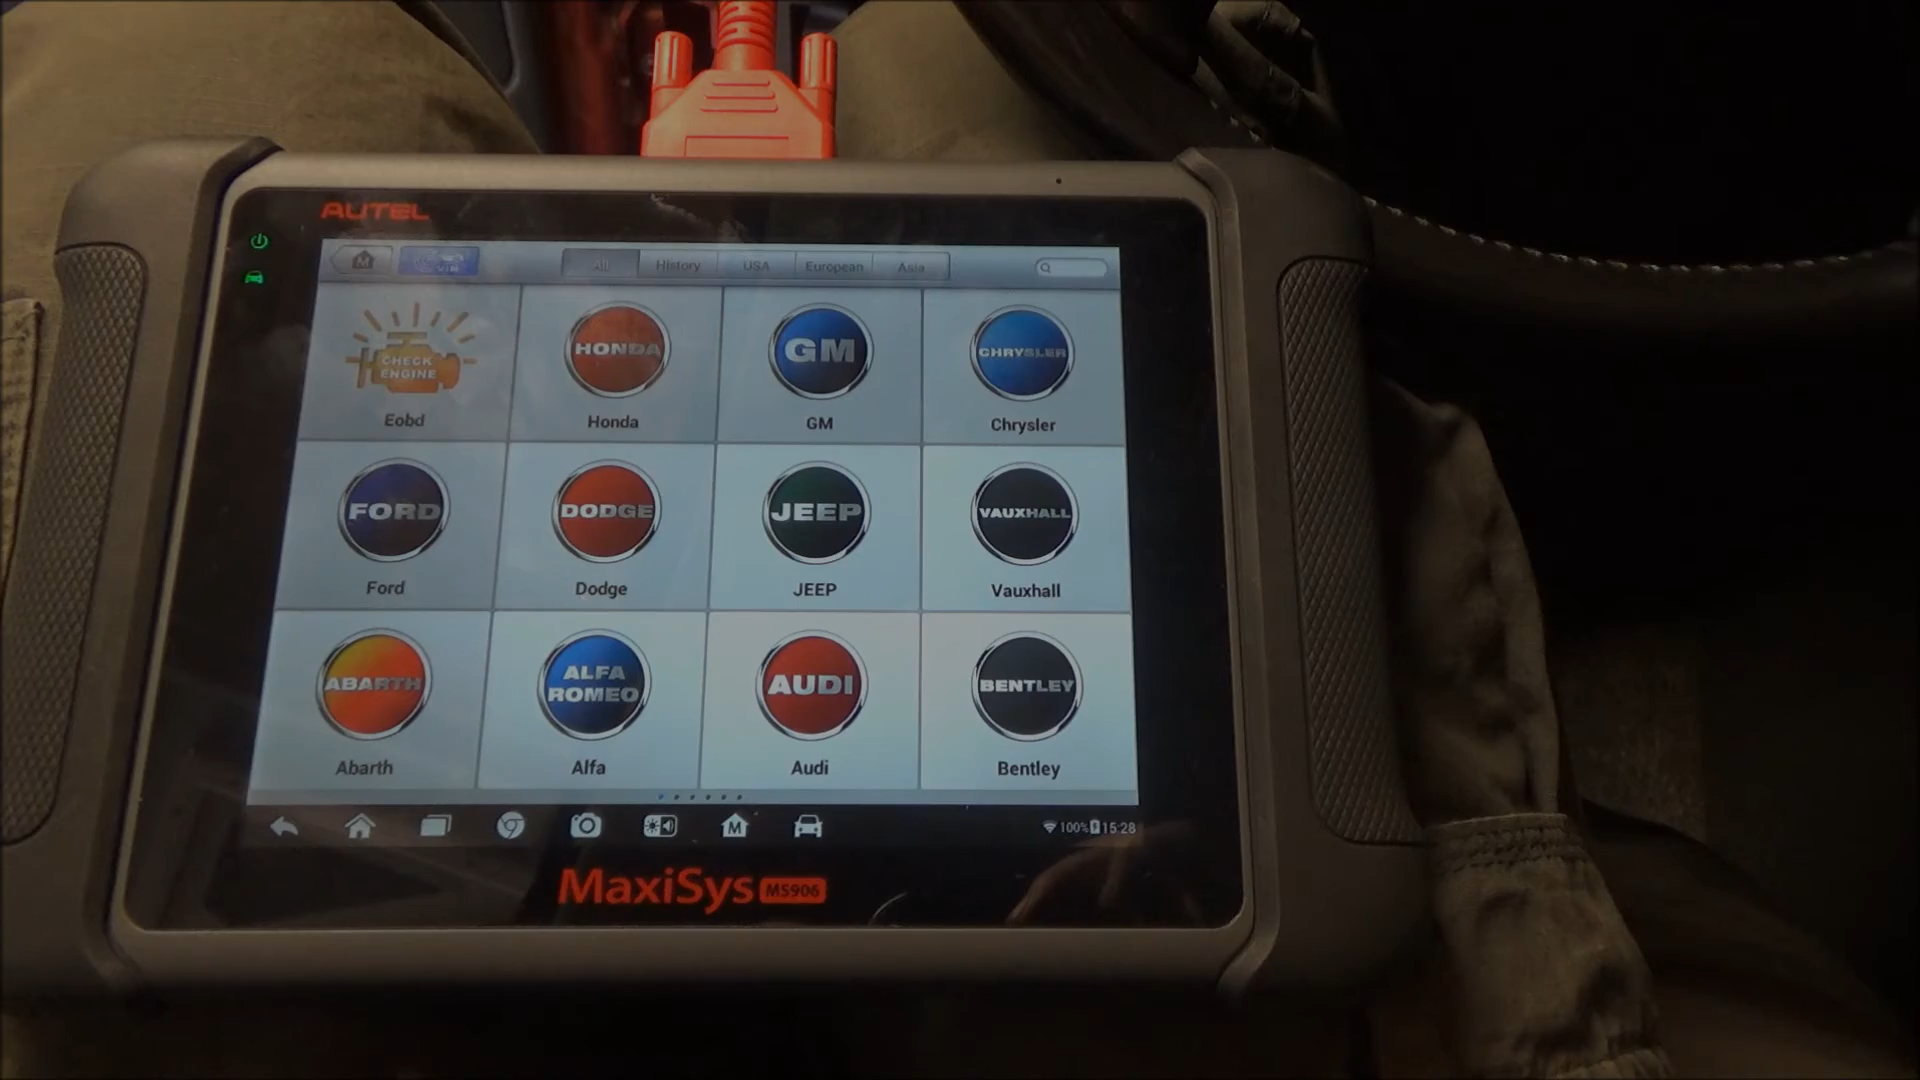 AUTEL
VIN
All History USA European Asia
CHECK
ENGINE
Eobd
HONDA
Honda
GM
GM
CHRYSLER
Chrysler
FORD
Ford
DODGE
Dodge
JEEP
JEEP
VAUXHALL
Vauxhall
ABARTH
Abarth
ALFA
ROMEO
Alfa
AUDI
Audi
BENTLEY
Bentley
M
100% 15:28
MaxiSys MS906